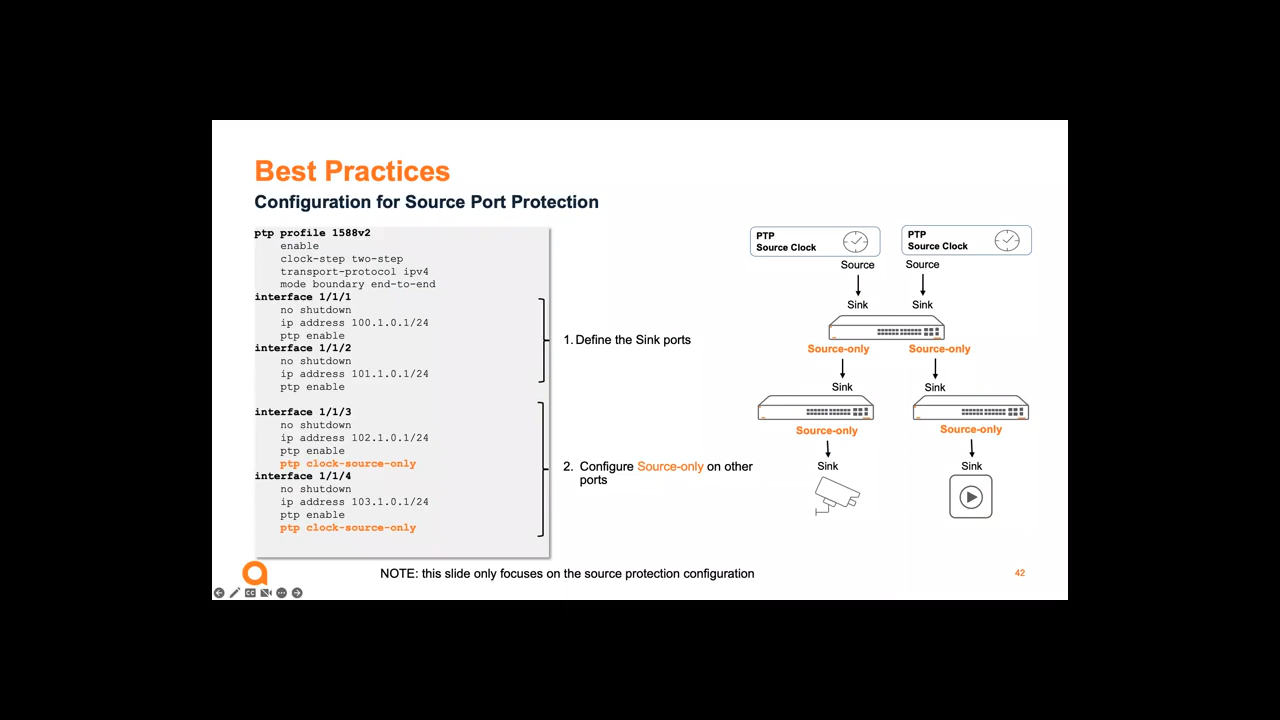 Best Practices
Configuration for Source Port Protection
ptp profile 1588v2
enable
clock-step two-step
transport-protocol ipv4
mode boundary end-to-end
interface 1/1/1
no shutdown
ip address 100.1.0.1/24
ptp enable
interface 1/1/2
no shutdown
ip address 101.1.0.1/24
ptp enable
interface 1/1/3
no shutdown
ip address 102.1.0.1/24
ptp enable
ptp clock-source-only
interface 1/1/4
no shutdown
ip address 103.1.0.1/24
ptp enable
ptp clock-source-only
1. Define the Sink ports
2. Configure Source-only on other
ports
PTP
Source Clock
PTP
Source Clock
Source
Source
Sink
Sink
Source-only
Source-only
Sink
Sink
Source-only
Source-only
Sink
Sink
NOTE: this slide only focuses on the source protection configuration
42